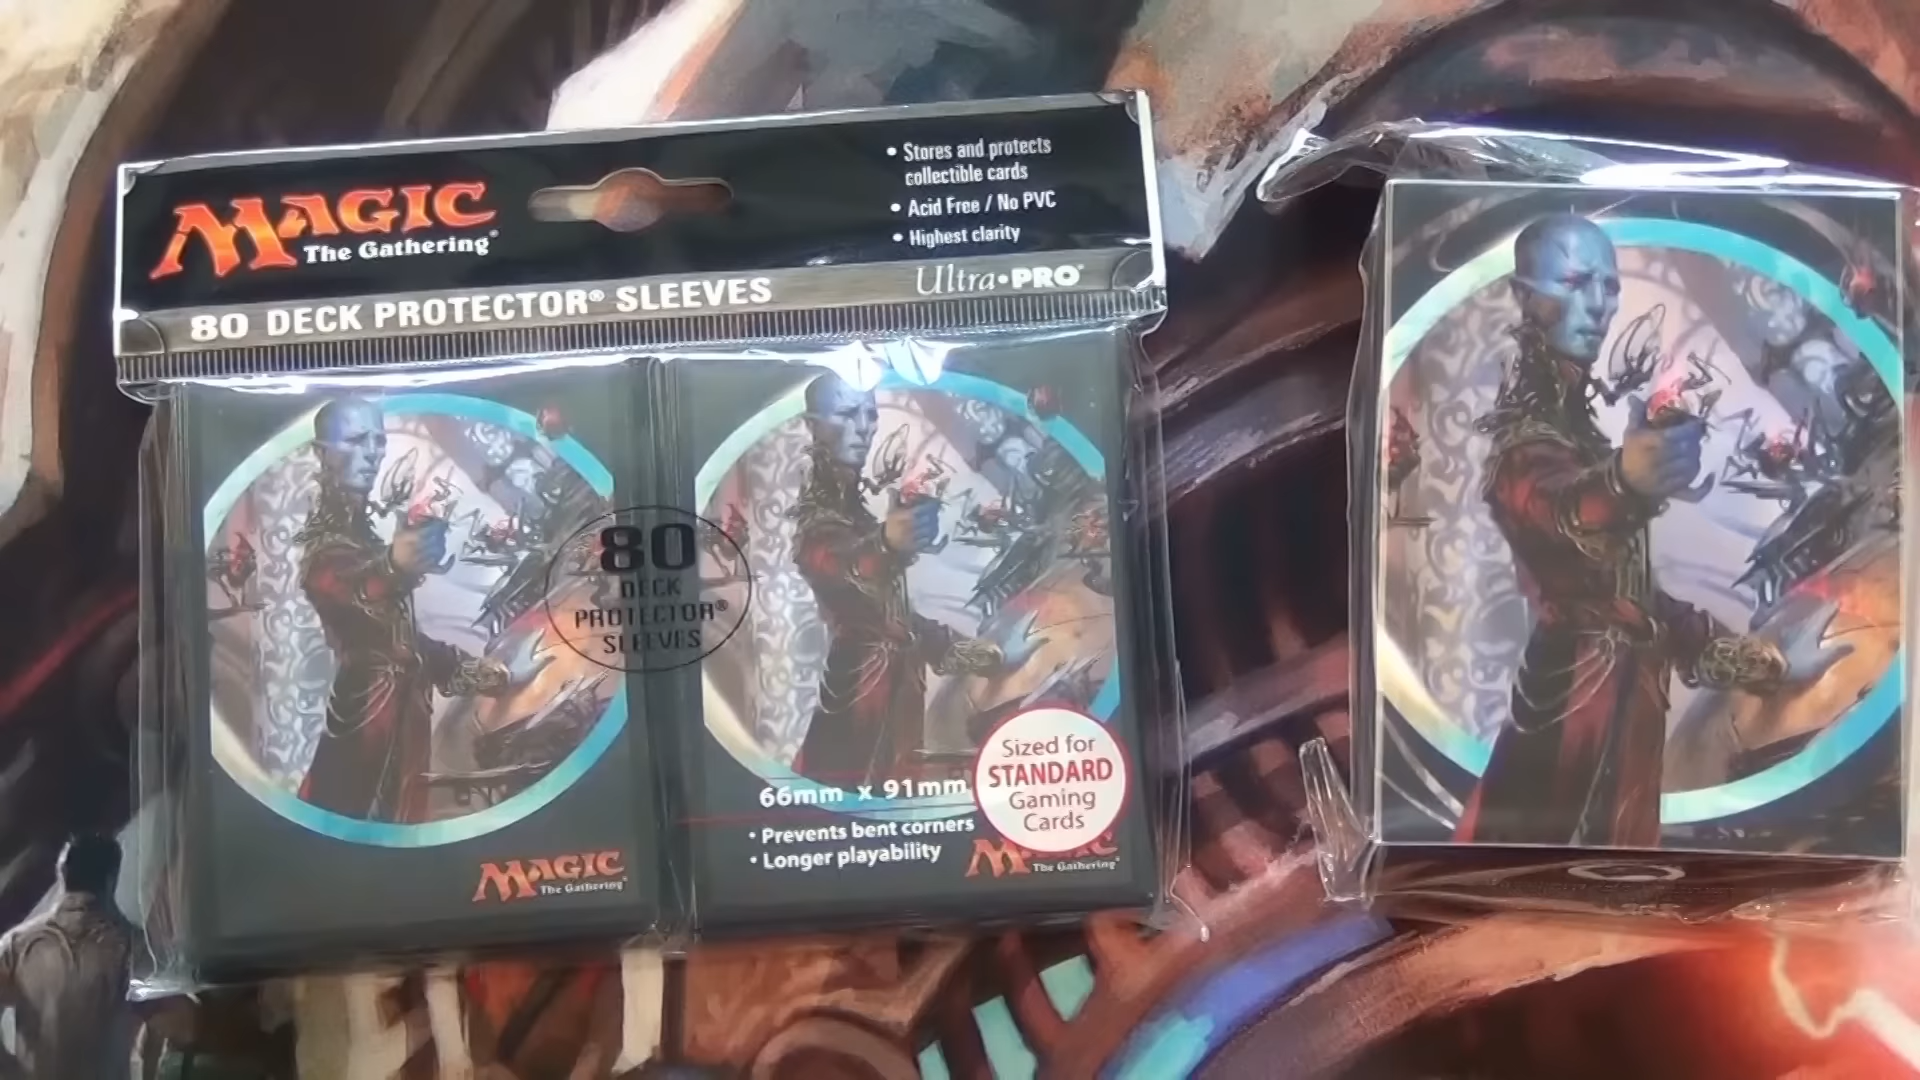 MAGIC
The Gathering®
• Stores and protects
collectible cards
• Acid Free / No PVC
• Highest clarity
80 DECK PROTECTOR® SLEEVES
Ultra•PRO®
80
DECK
PROTECTOR®
SLEEVES
MAGIC
The Gathering®
66mm x 91mm
• Prevents bent corners
• Longer playability
Sized for
STANDARD
Gaming
Cards
MAGIC
The Gathering®